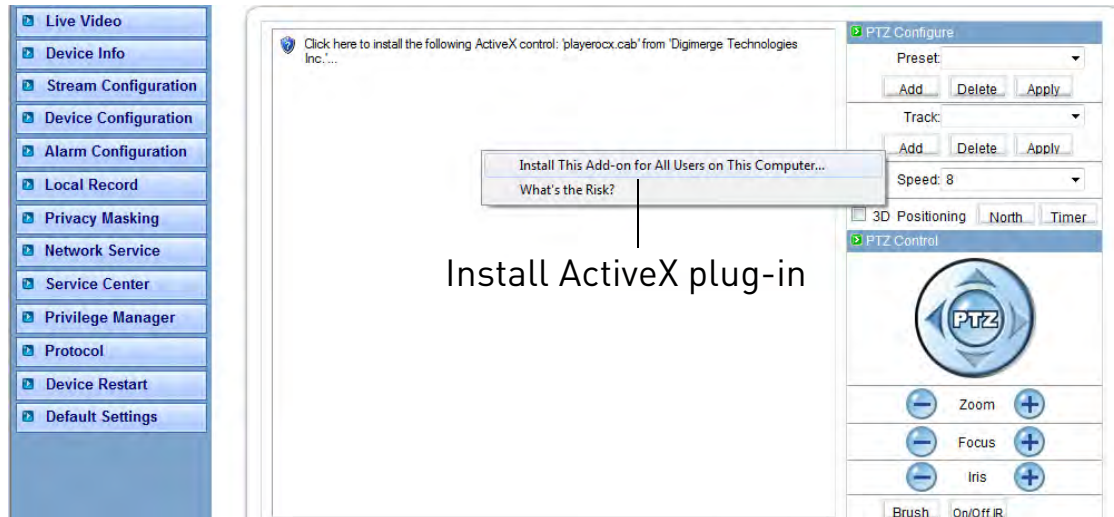 Live Video
Device Info
Stream Configuration
Device Configuration
Alarm Configuration
Local Record
Privacy Masking
Network Service
Service Center
Privilege Manager
Protocol
Device Restart
Default Settings
Click here to install the following ActiveX control: 'playerocx.cab' from 'Digimerge Technologies
Inc.'...
Install This Add-on for All Users on This Computer...
What's the Risk?
Install ActiveX plug-in
PTZ Configure
Preset:
Add Delete Apply
Track:
Add Delete Apply
Speed: 8
3D Positioning North Timer
PTZ Control
PTZ
Zoom
Focus
Iris
Brush On/Off IR